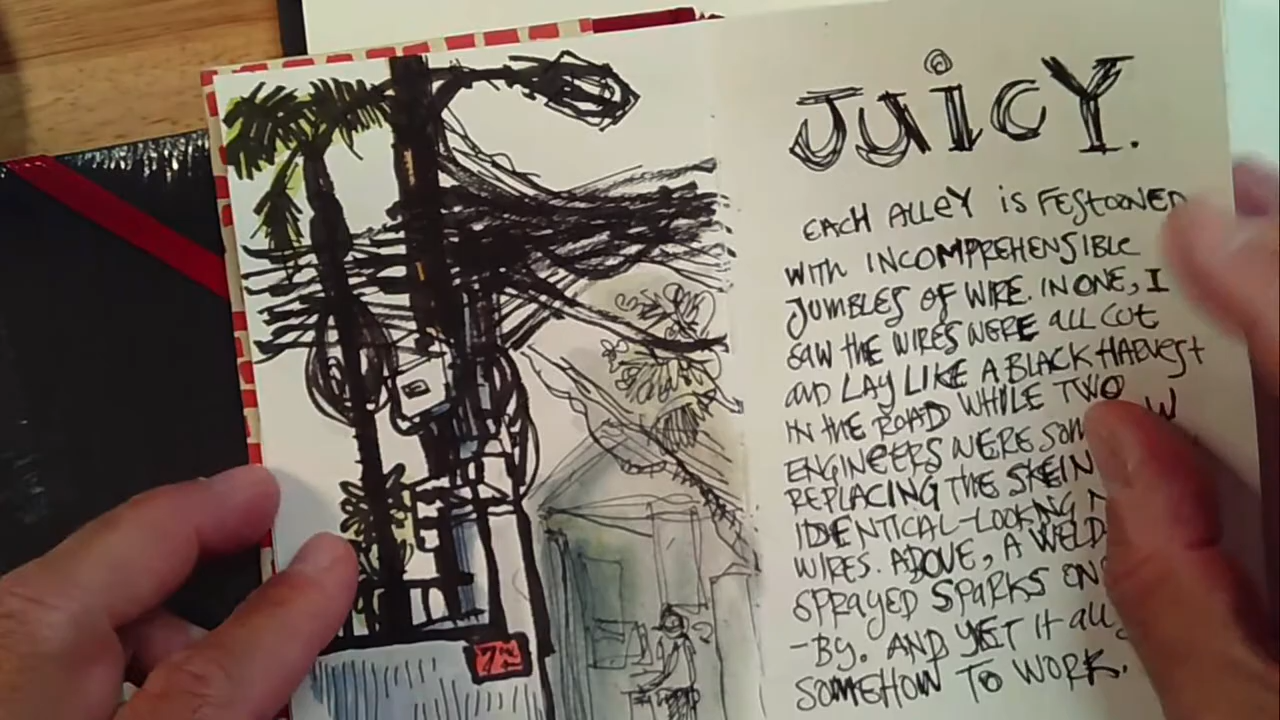 JUiCY.
EACH ALLEY iS FEStOONED
WITH INCOMPREHENSIBLE
JUMBLES OF WIRE. IN ONE, I
SAW THE WIRES WERE all CUt
AND LAY LIKE A BLACK HARVEST
IN tHE ROAD WHILE TWO
ENGINEERS WERE
REPLACING THE SKEIN
IDENTICAL-LOOKING
WIRES. ABOVE, A
SPRAYED SPARKS
-BY. AND YET It all
SOMEHOW TO WORK.